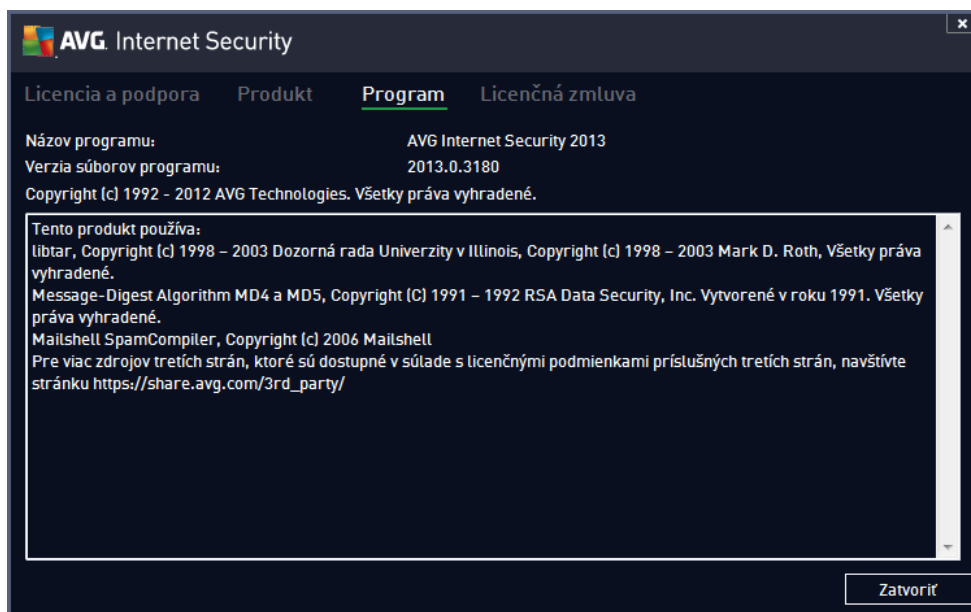 AVG. Internet Security
Licencia a podpora Produkt Program Licenčná zmluva
Názov programu: AVG Internet Security 2013
Verzia súborov programu: 2013.0.3180
Copyright (c) 1992 - 2012 AVG Technologies. Všetky práva vyhradené.
Tento produkt používa:
libtar, Copyright (c) 1998 – 2003 Dozorná rada Univerzity v Illinois, Copyright (c) 1998 – 2003 Mark D. Roth, Všetky práva
vyhradené.
Message-Digest Algorithm MD4 a MD5, Copyright (C) 1991 – 1992 RSA Data Security, Inc. Vytvorené v roku 1991. Všetky
práva vyhradené.
Mailshell SpamCompiler, Copyright (c) 2006 Mailshell
Pre viac zdrojov tretích strán, ktoré sú dostupné v súlade s licenčnými podmienkami príslušných tretích strán, navštívte
stránku https://share.avg.com/3rd_party/
Zatvoriť